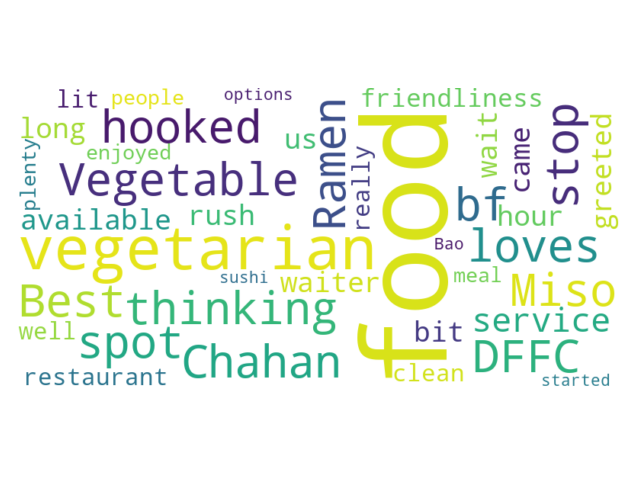 lit people options friendliness
long hooked us Ramen wait came stop greeted
enjoyed really
aplenty Vegetable bf
available rush food hour
vegetarian Bao loves
sushi waiter meal Miso
Best thinking service
well spot bit
Chahan DFFC
restaurant clean started